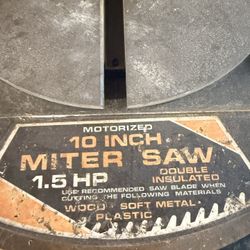 MOTORIZED
10 INCH
MITER SAW
1.5 HP
DOUBLE
INSULATED
USE RECOMMENDED SAW BLADE WHEN
CUTTING THE FOLLOWING MATERIALS
WOOD - SOFT METAL -
PLASTIC